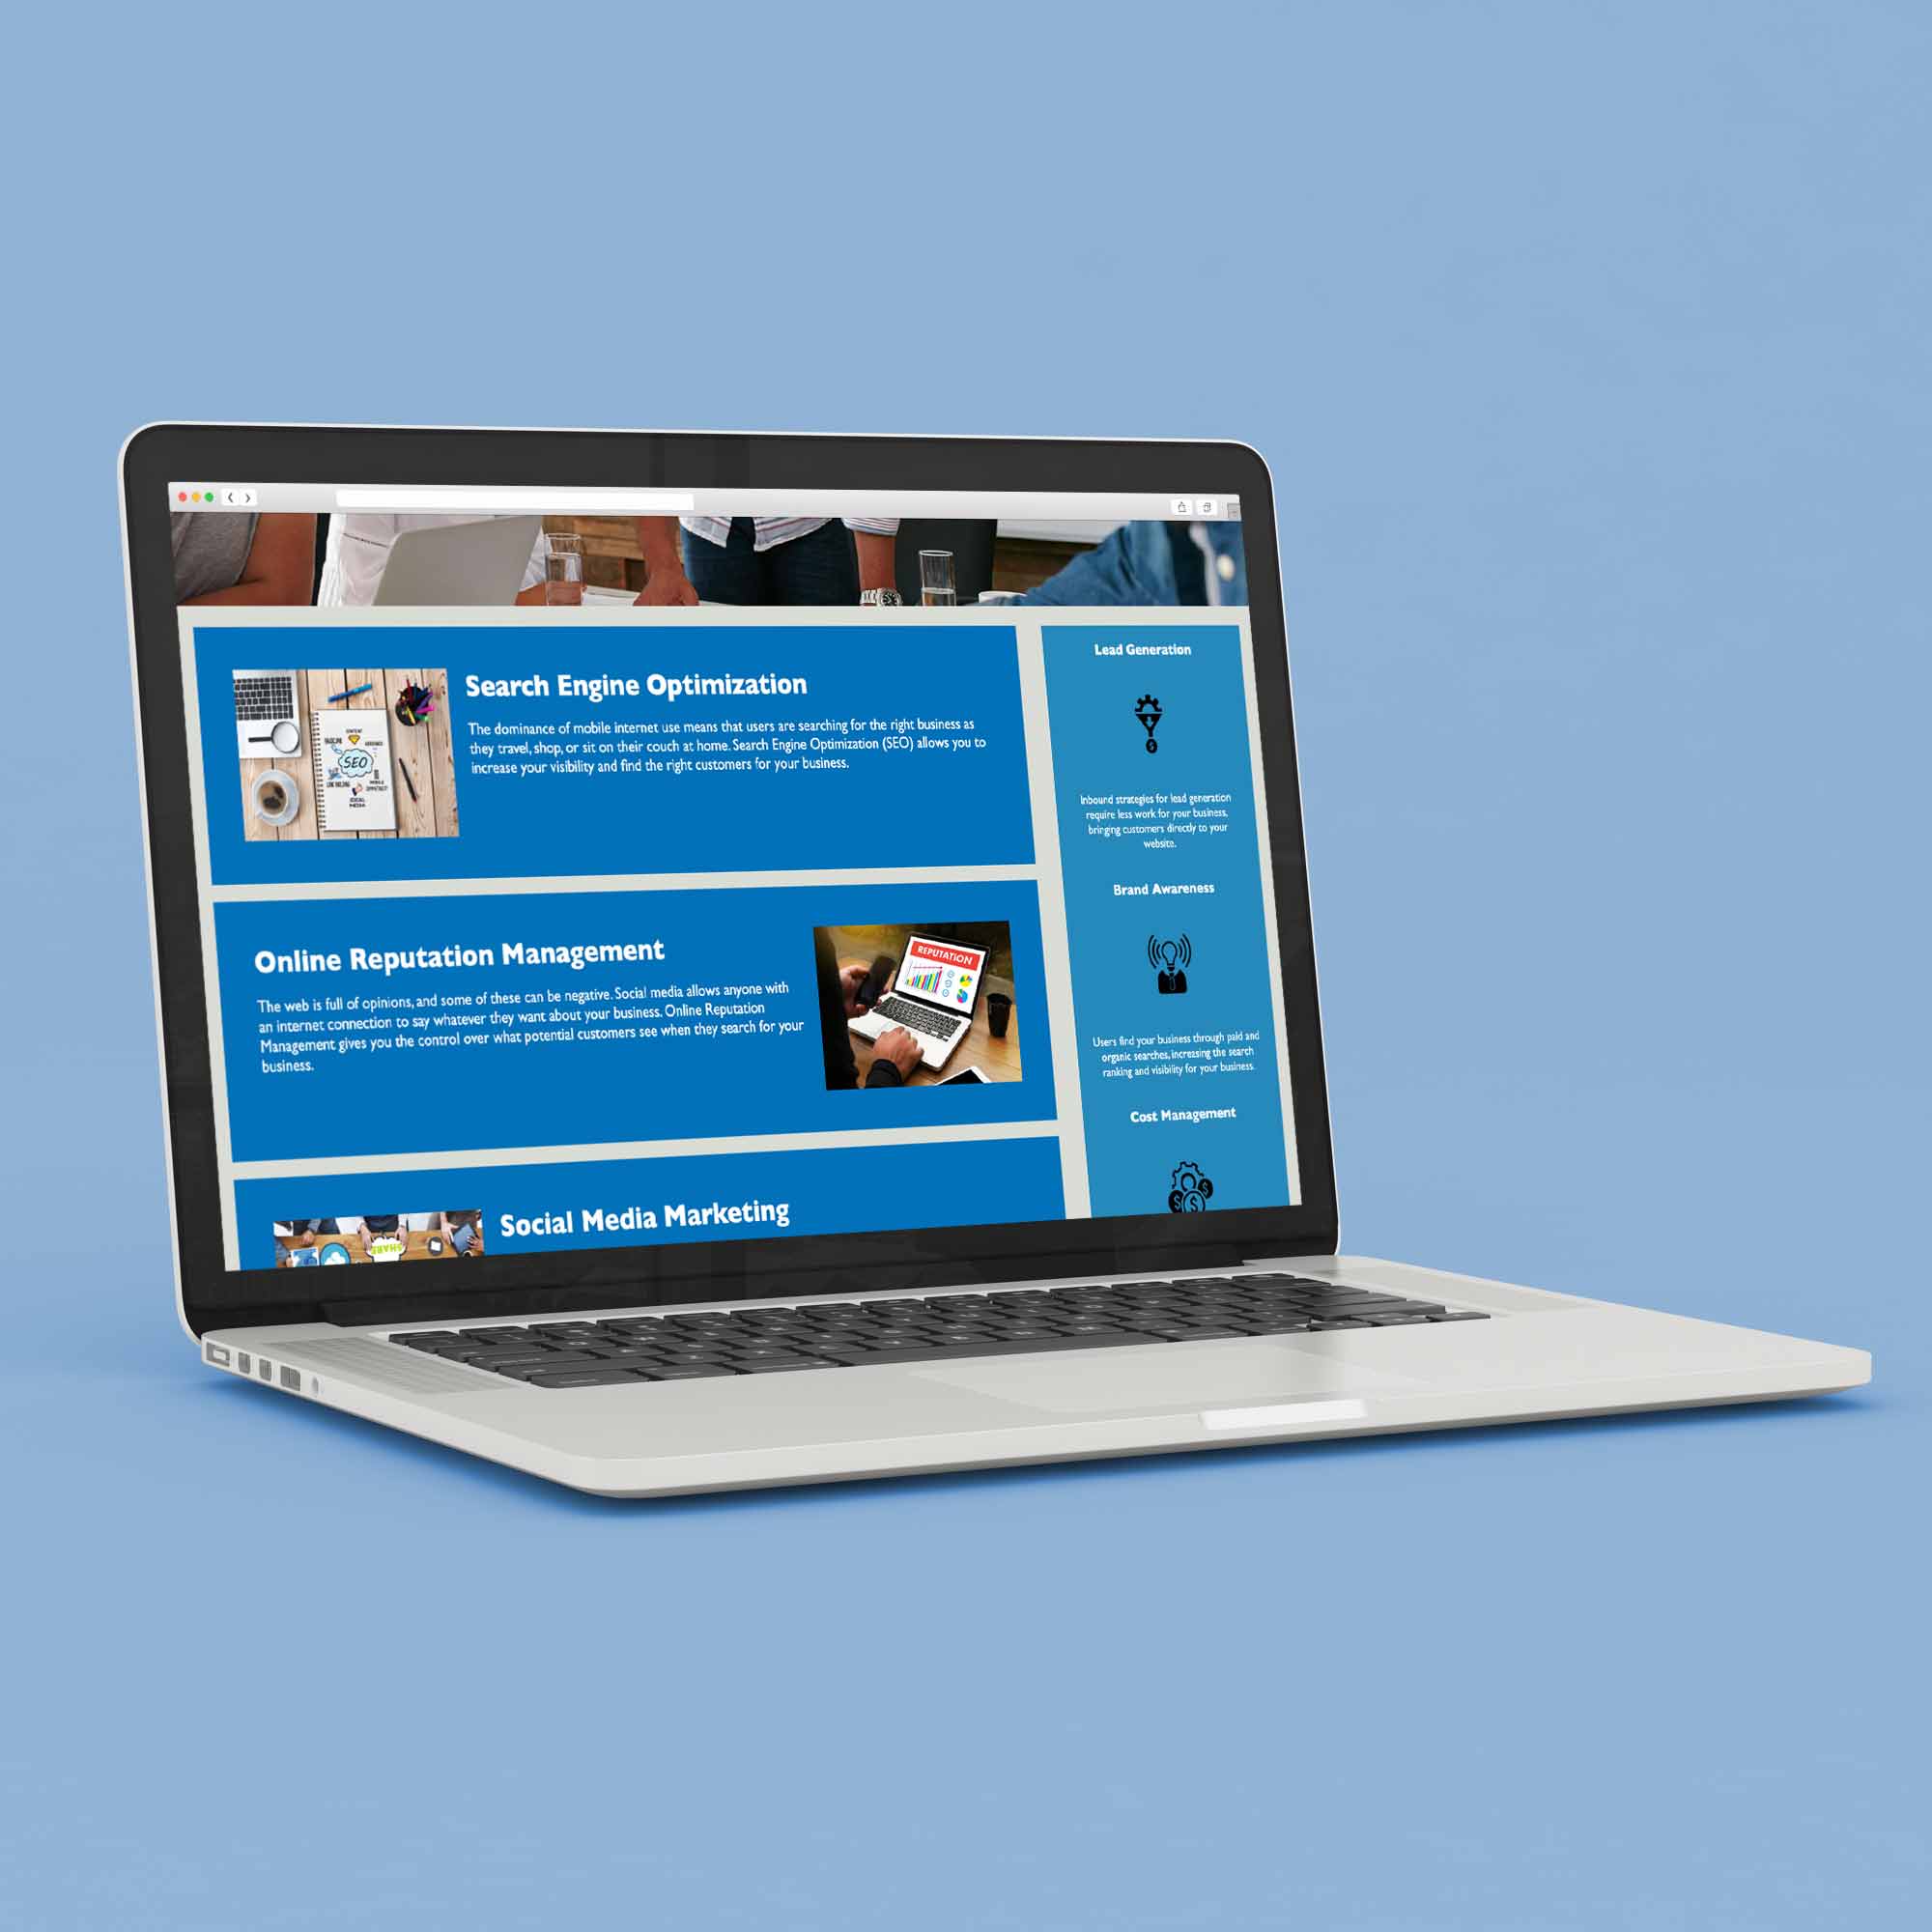 Search Engine Optimization
The dominance of mobile internet use means that users are searching for the right business as
they travel, shop, or sit on their couch at home. Search Engine Optimization (SEO) allows you to
increase your visibility and find the right customers for your business.
SEO
SOCIAL
MEDIA
Online Reputation Management
The web is full of opinions, and some of these can be negative. Social media allows anyone with
an internet connection to say whatever they want about your business. Online Reputation
Management gives you the control over what potential customers see when they search for your
business.
REPUTATION
Social Media Marketing
SHARE
Lead Generation
Inbound strategies for lead generation
require less work for your business,
bringing customers directly to your
website.
Brand Awareness
Users find your business through paid and
organic searches, increasing the search
ranking and visibility for your business.
Cost Management